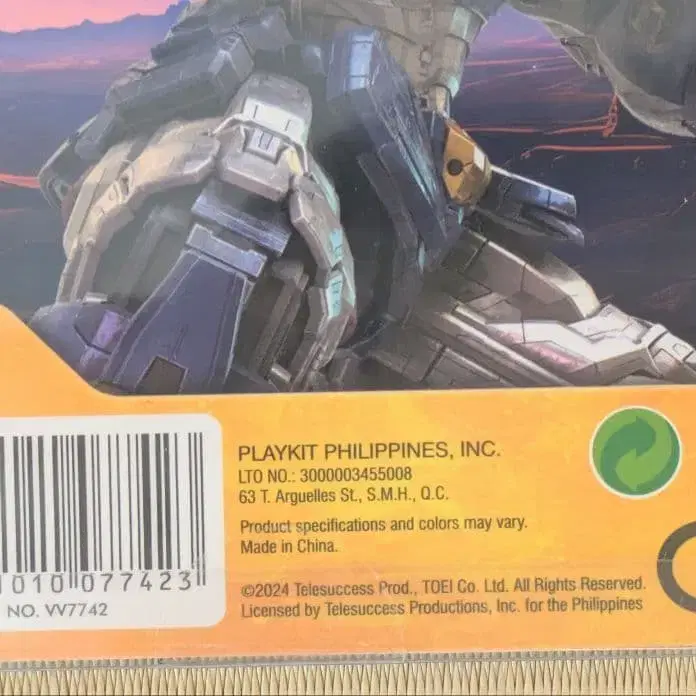 PLAYKIT PHILIPPINES, INC.
LTO NO.: 3000003455008
63 T. Arguelles St., S.M.H., Q.C.
Product specifications and colors may vary.
Made in China.
©2024 Telesuccess Prod., TOEI Co. Ltd. All Rights Reserved.
Licensed by Telesuccess Productions, Inc. for the Philippines
010 077423
NO. VV7742